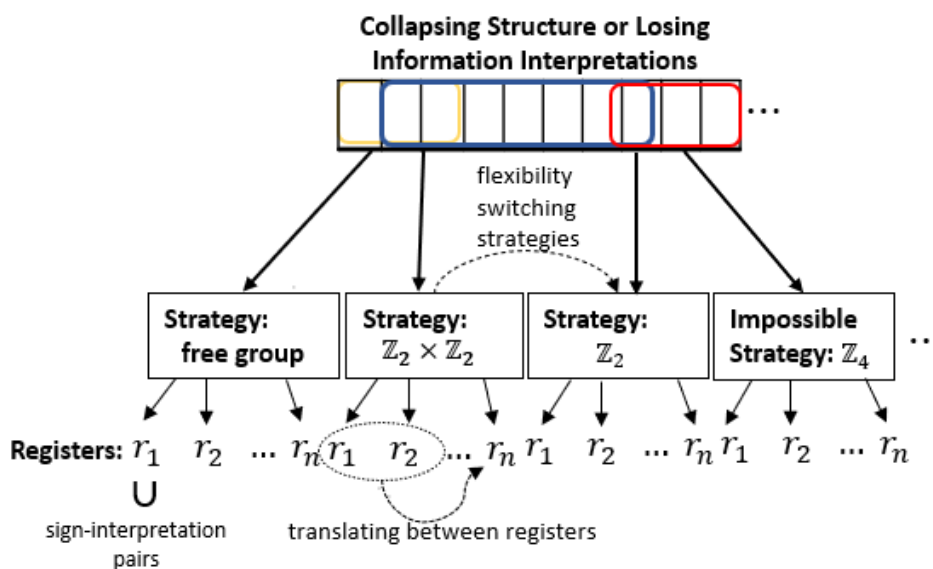 Collapsing Structure or Losing
Information Interpretations
...
flexibility
switching
strategies
Strategy:
free group
Strategy:
ℤ₂ × ℤ₂
Strategy:
ℤ₂
Impossible
Strategy: ℤ₄
..
Registers: r₁ r₂ ... rₙ r₁ r₂ ... rₙ r₁ r₂ ... rₙ r₁ r₂ ... rₙ
∪
sign-interpretation
pairs
translating between registers